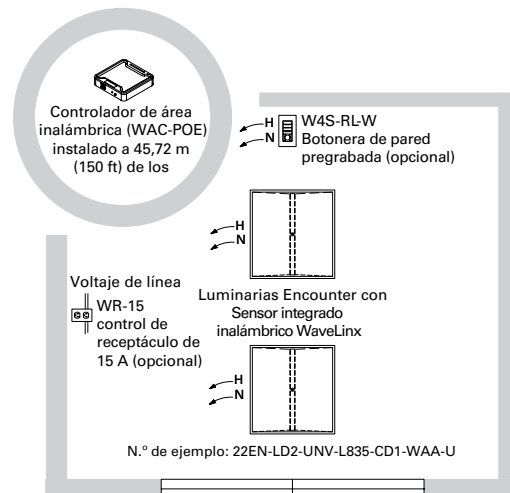 Controlador de área
inalámbrica (WAC-POE)
instalado a 45,72 m
(150 ft) de los
H
N
W4S-RL-W
Botonera de pared
pregrabada (opcional)
H
N
Voltaje de línea
WR-15
control de
receptáculo de
15 A (opcional)
Luminarias Encounter con
Sensor integrado
inalámbrico WaveLinx
H
N
N.º de ejemplo: 22EN-LD2-UNV-L835-CD1-WAA-U